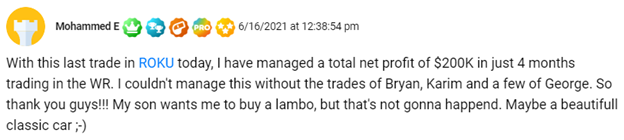 Mohammed E PRO 6/16/2021 at 12:38:54 pm
With this last trade in ROKU today, I have managed a total net profit of $200K in just 4 months
trading in the WR. I couldn't manage this without the trades of Bryan, Karim and a few of George. So
thank you guys!!! My son wants me to buy a lambo, but that's not gonna happend. Maybe a beautifull
classic car ;-)